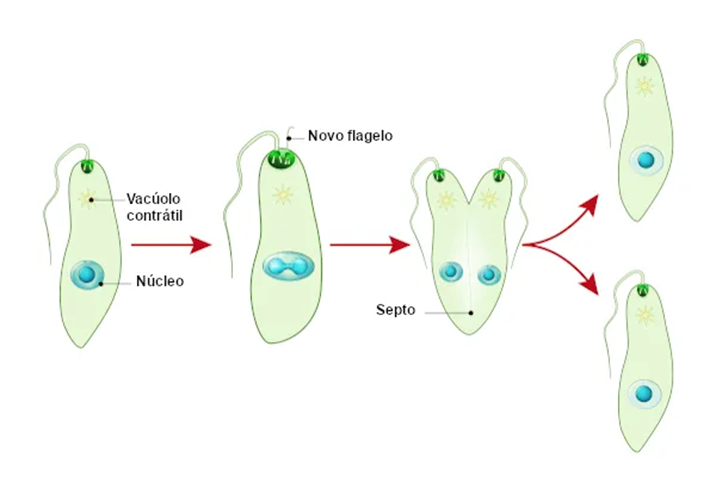 Novo flagelo
Vacúolo
contrátil
Núcleo
Septo